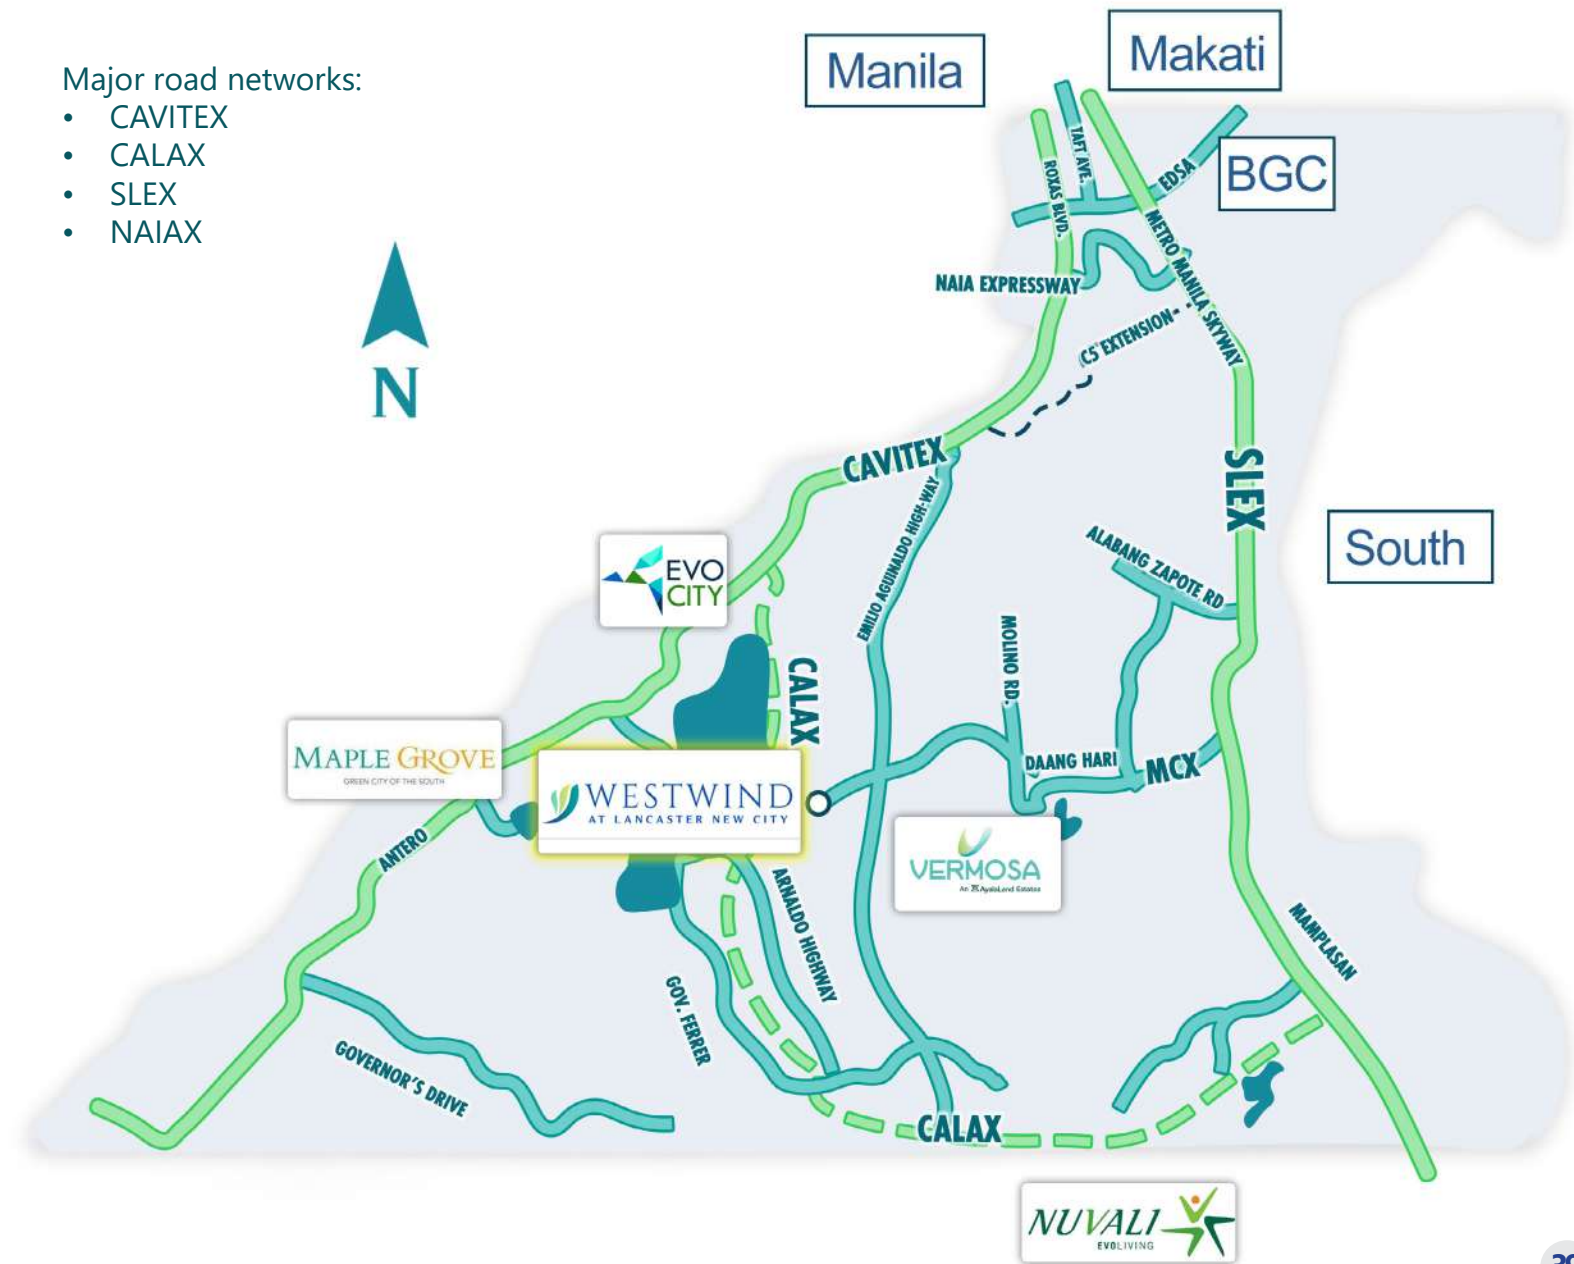 Manila
Makati
Major road networks:
• CAVITEX
• CALAX
• SLEX
• NAIAX
TAFT AVE.
ROXAS BLVD.
EDSA
BGC
METRO MANILA SKYWAY
NAIA EXPRESSWAY
C5 EXTENSION
N
CAVITEX
SLEX
EMILIO AGUINALDO HIGH-WAY
South
ALABANG ZAPOTE RD
EVO
CITY
MOLINO RD.
CALAX
MAPLE GROVE
GREEN CITY OF THE SOUTH
DAANG HARI
MCX
WESTWIND
AT LANCASTER NEW CITY
ANTERO
VERMOSA
An AyalaLand Estates
ARNALDO HIGHWAY
MAMPLASAN
GOV. FERRER
GOVERNOR'S DRIVE
CALAX
NUVALI
EVOLIVING